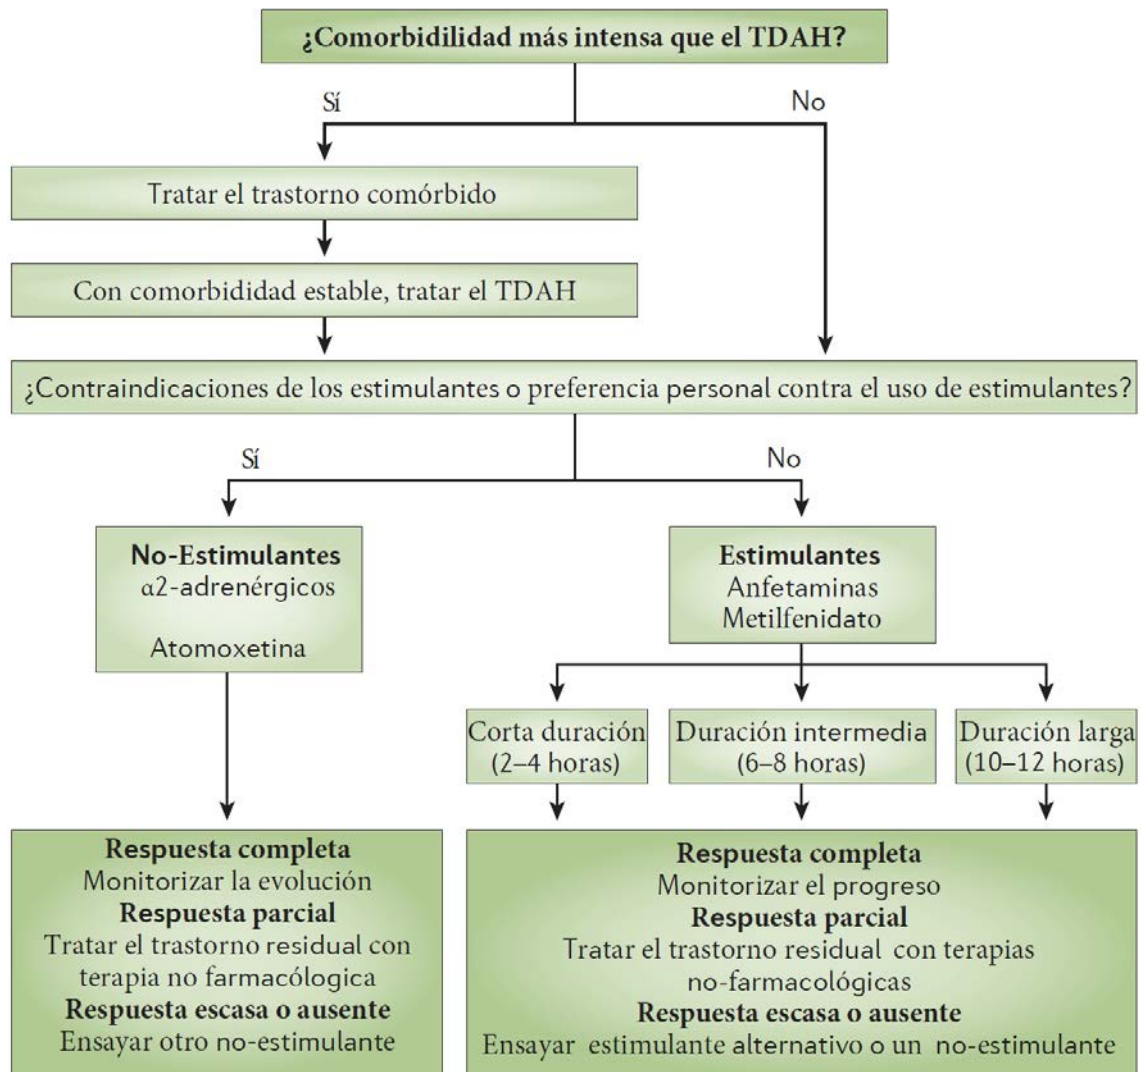 ¿Comorbidilidad más intensa que el TDAH?
Sí
No
Tratar el trastorno comórbido
Con comorbididad estable, tratar el TDAH
¿Contraindicaciones de los estimulantes o preferencia personal contra el uso de estimulantes?
Sí
No
No-Estimulantes
α2-adrenérgicos
Atomoxetina
Estimulantes
Anfetaminas
Metilfenidato
Corta duración
(2–4 horas)
Duración intermedia
(6–8 horas)
Duración larga
(10–12 horas)
Respuesta completa
Monitorizar la evolución
Respuesta parcial
Tratar el trastorno residual con
terapia no farmacólogica
Respuesta escasa o ausente
Ensayar otro no-estimulante
Respuesta completa
Monitorizar el progreso
Respuesta parcial
Tratar el trastorno residual con terapias
no-farmacológicas
Respuesta escasa o ausente
Ensayar estimulante alternativo o un no-estimulante